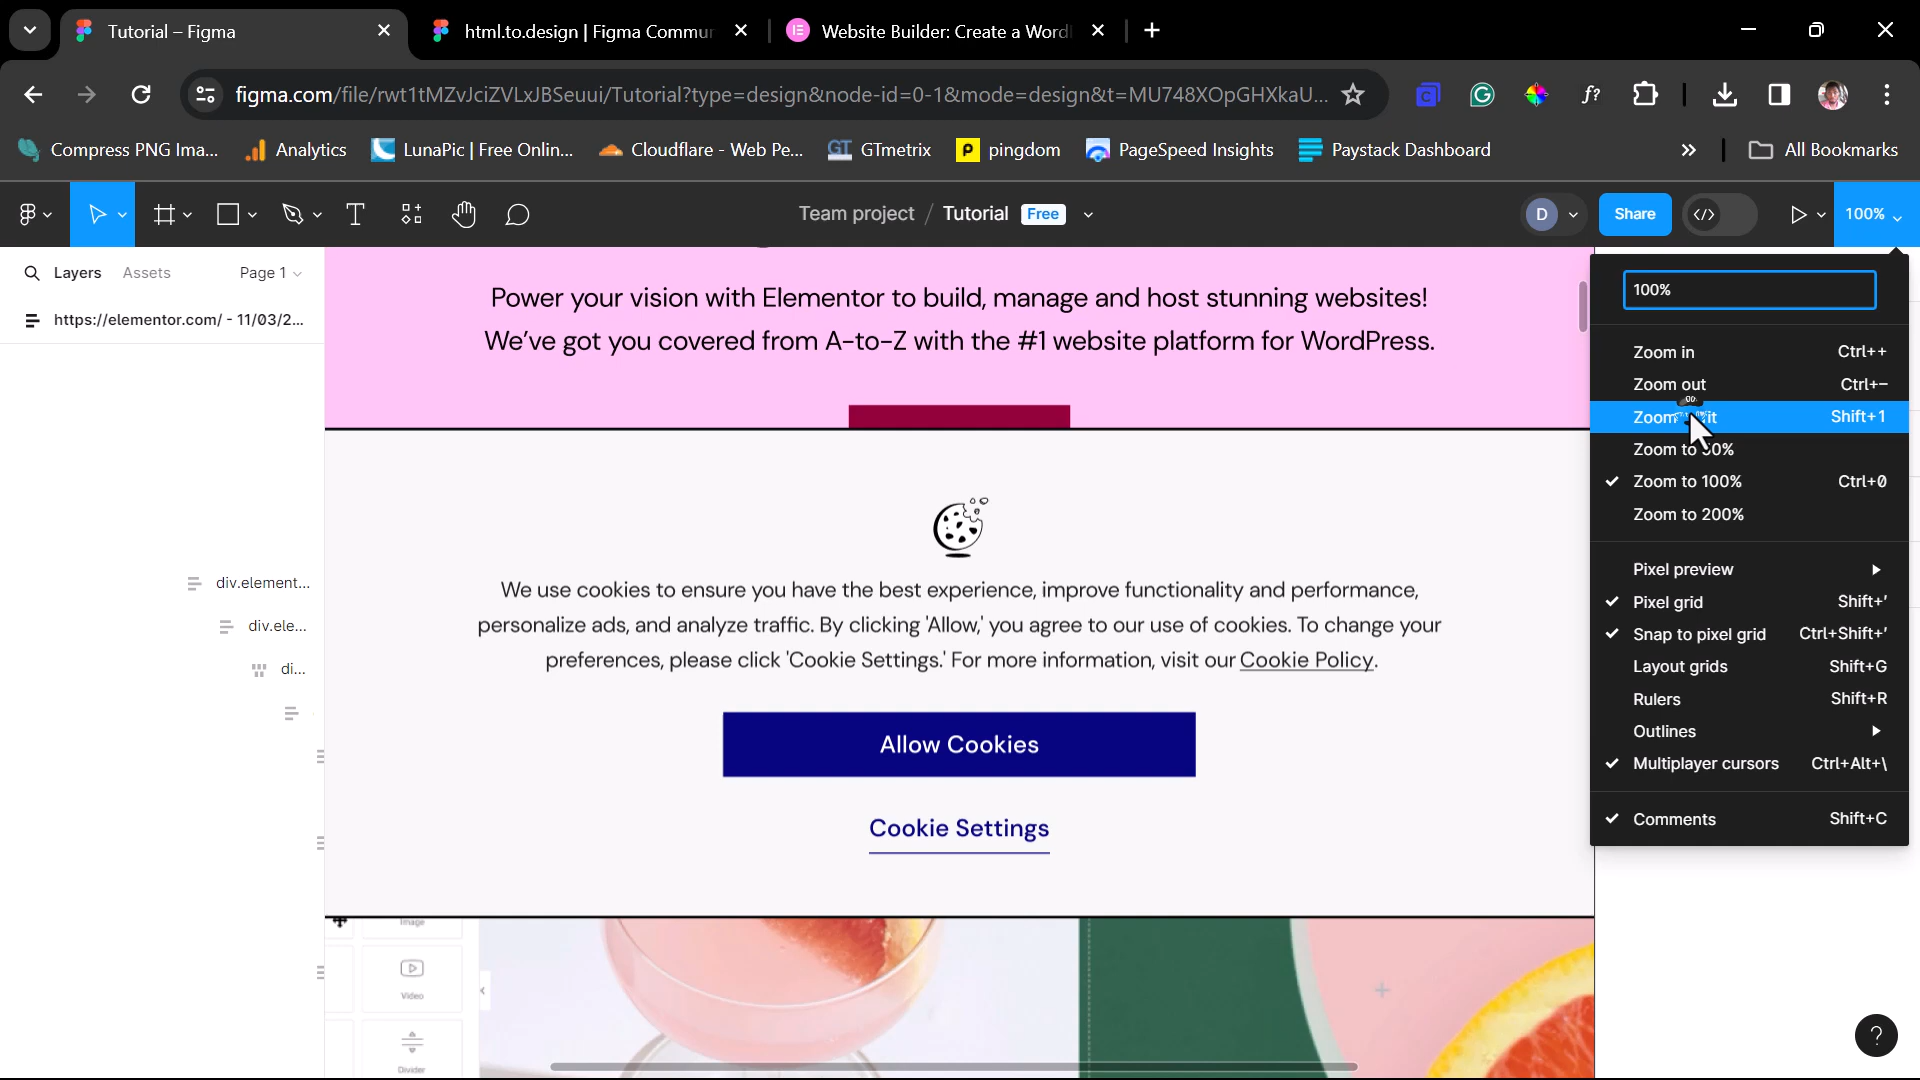 Tutorial – Figma
html.to.design | Figma Commun
Website Builder: Create a Word
figma.com/file/rwt1tMZvJciZVLxJBSeuui/Tutorial?type=design&node-id=0-1&mode=design&t=MU748XOpGHXkaU...
Compress PNG Ima...
Analytics
LunaPic | Free Onlin...
Cloudflare - Web Pe...
GTmetrix
pingdom
PageSpeed Insights
Paystack Dashboard
All Bookmarks
Team project / Tutorial Free
D
Share
100%
Layers
Assets
Page 1
https://elementor.com/ - 11/03/2...
div.element...
div.ele...
di...
Power your vision with Elementor to build, manage and host stunning websites!
We've got you covered from A-to-Z with the #1 website platform for WordPress.
We use cookies to ensure you have the best experience, improve functionality and performance,
personalize ads, and analyze traffic. By clicking 'Allow,' you agree to our use of cookies. To change your
preferences, please click 'Cookie Settings.' For more information, visit our Cookie Policy.
Allow Cookies
Cookie Settings
Image
Video
Divider
100%
Zoom in Ctrl++
Zoom out Ctrl+−
Zoom Shift+1
Zoom to
Zoom to 100% Ctrl+0
Zoom to 200%
Pixel preview
Pixel grid Shift+'
Snap to pixel grid Ctrl+Shift+'
Layout grids Shift+G
Rulers Shift+R
Outlines
Multiplayer cursors Ctrl+Alt+\
Comments Shift+C
?